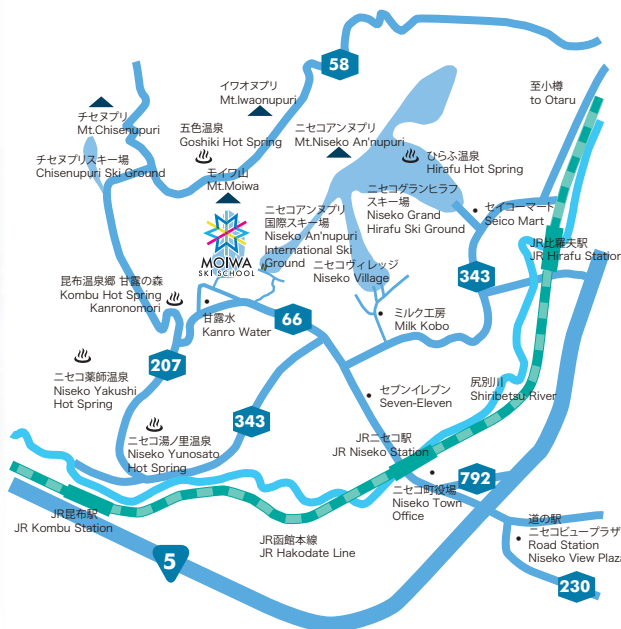 58
イワオヌプリ
Mt.Iwaonupuri
至小樽
to Otaru
チセヌプリ
Mt.Chisenupuri
五色温泉
Goshiki Hot Spring
ニセコアンヌプリ
Mt.Niseko An'nupuri
チセヌプリスキー場
Chisenupuri Ski Ground
ひらふ温泉
Hirafu Hot Spring
モイワ山
Mt.Moiwa
ニセコグランヒラフ
スキー場
Niseko Grand
Hirafu Ski Ground
セイコーマート
Seico Mart
ニセコアンヌプリ
国際スキー場
Niseko An'nupuri
International Ski
Ground
MOIWA
SKI SCHOOL
JR比羅夫駅
JR Hirafu Station
ニセコヴィレッジ
Niseko Village
343
昆布温泉郷 甘露の森
Kombu Hot Spring
Kanronomori
甘露水
Kanro Water
66
ミルク工房
Milk Kobo
207
ニセコ薬師温泉
Niseko Yakushi
Hot Spring
セブンイレブン
Seven-Eleven
尻別川
Shiribetsu River
343
ニセコ湯ノ里温泉
Niseko Yunosato
Hot Spring
JRニセコ駅
JR Niseko Station
792
ニセコ町役場
Niseko Town
Office
JR昆布駅
JR Kombu Station
道の駅
ニセコビュープラザ
Road Station
Niseko View Plaza
JR函館本線
JR Hakodate Line
5
230